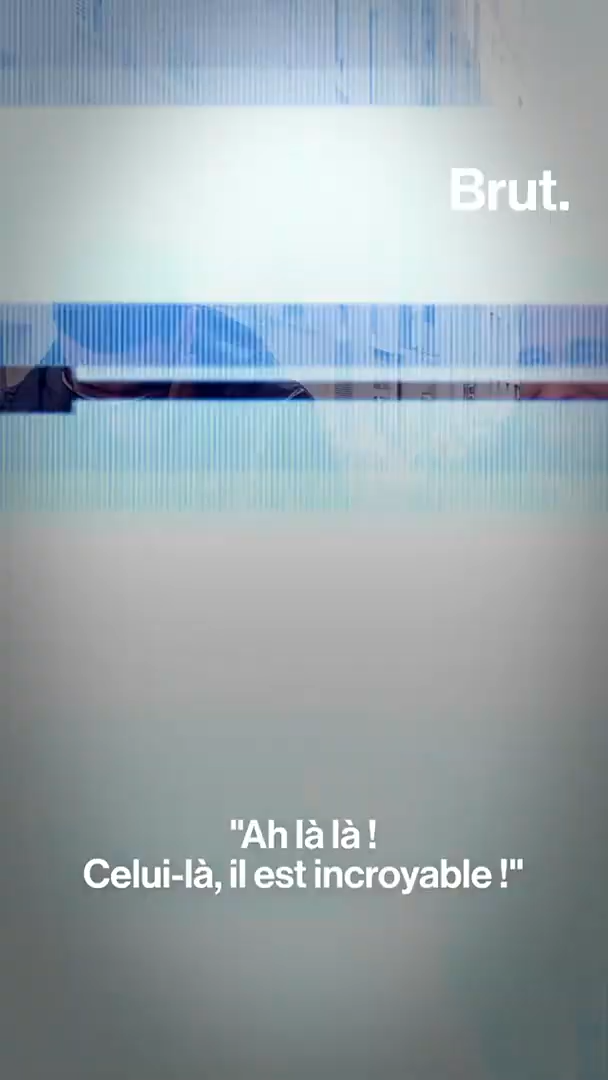 Brut.
"Ah là là !
Celui-là, il est incroyable !"